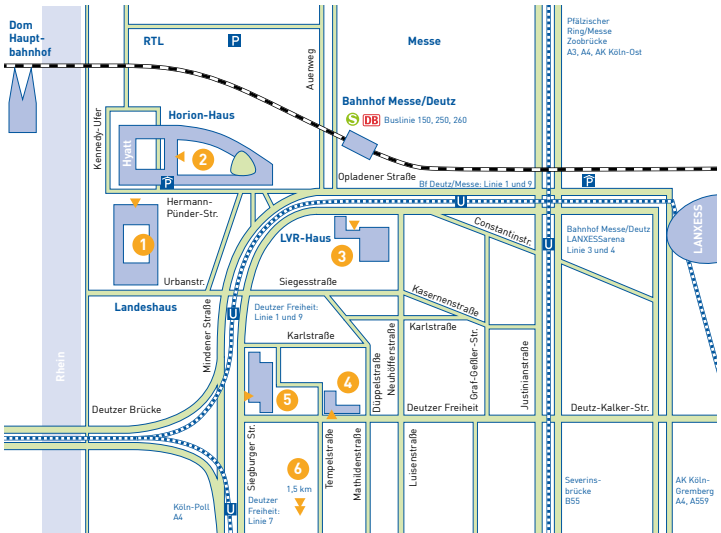 Dom
Haupt-
bahnhof
RTL
P
Auenweg
Messe
Pfälzischer
Ring/Messe
Zoobrücke
A3, A4, AK Köln-Ost
Kennedy-Ufer
Horion-Haus
Hyatt
2
P
Bahnhof Messe/Deutz
S DB Buslinie 150, 250, 260
Opladener Straße
Bf Deutz/Messe: Linie 1 und 9
P
U
Hermann-
Pünder-Str.
1
LVR-Haus
3
Constantinstr.
U
Bahnhof Messe/Deutz
LANXESSarena
Linie 3 und 4
LANXESS
Urbanstr.
Siegesstraße
Landeshaus
Mindener Straße
U
Deutzer Freiheit:
Linie 1 und 9
Kasernenstraße
Karlstraße
Karlstraße
Rhein
Düppelstraße
Neuhöfferstraße
Graf-Geßler-Str.
Justinianstraße
4
5
Deutzer Brücke
Deutzer Freiheit
Deutz-Kalker-Str.
Siegburger Str.
6
1,5 km
Tempelstraße
Mathildenstraße
Luisenstraße
Köln-Poll
A4
U
Deutzer
Freiheit:
Linie 7
Severins-
brücke
B55
AK Köln-
Gremberg
A4, A559